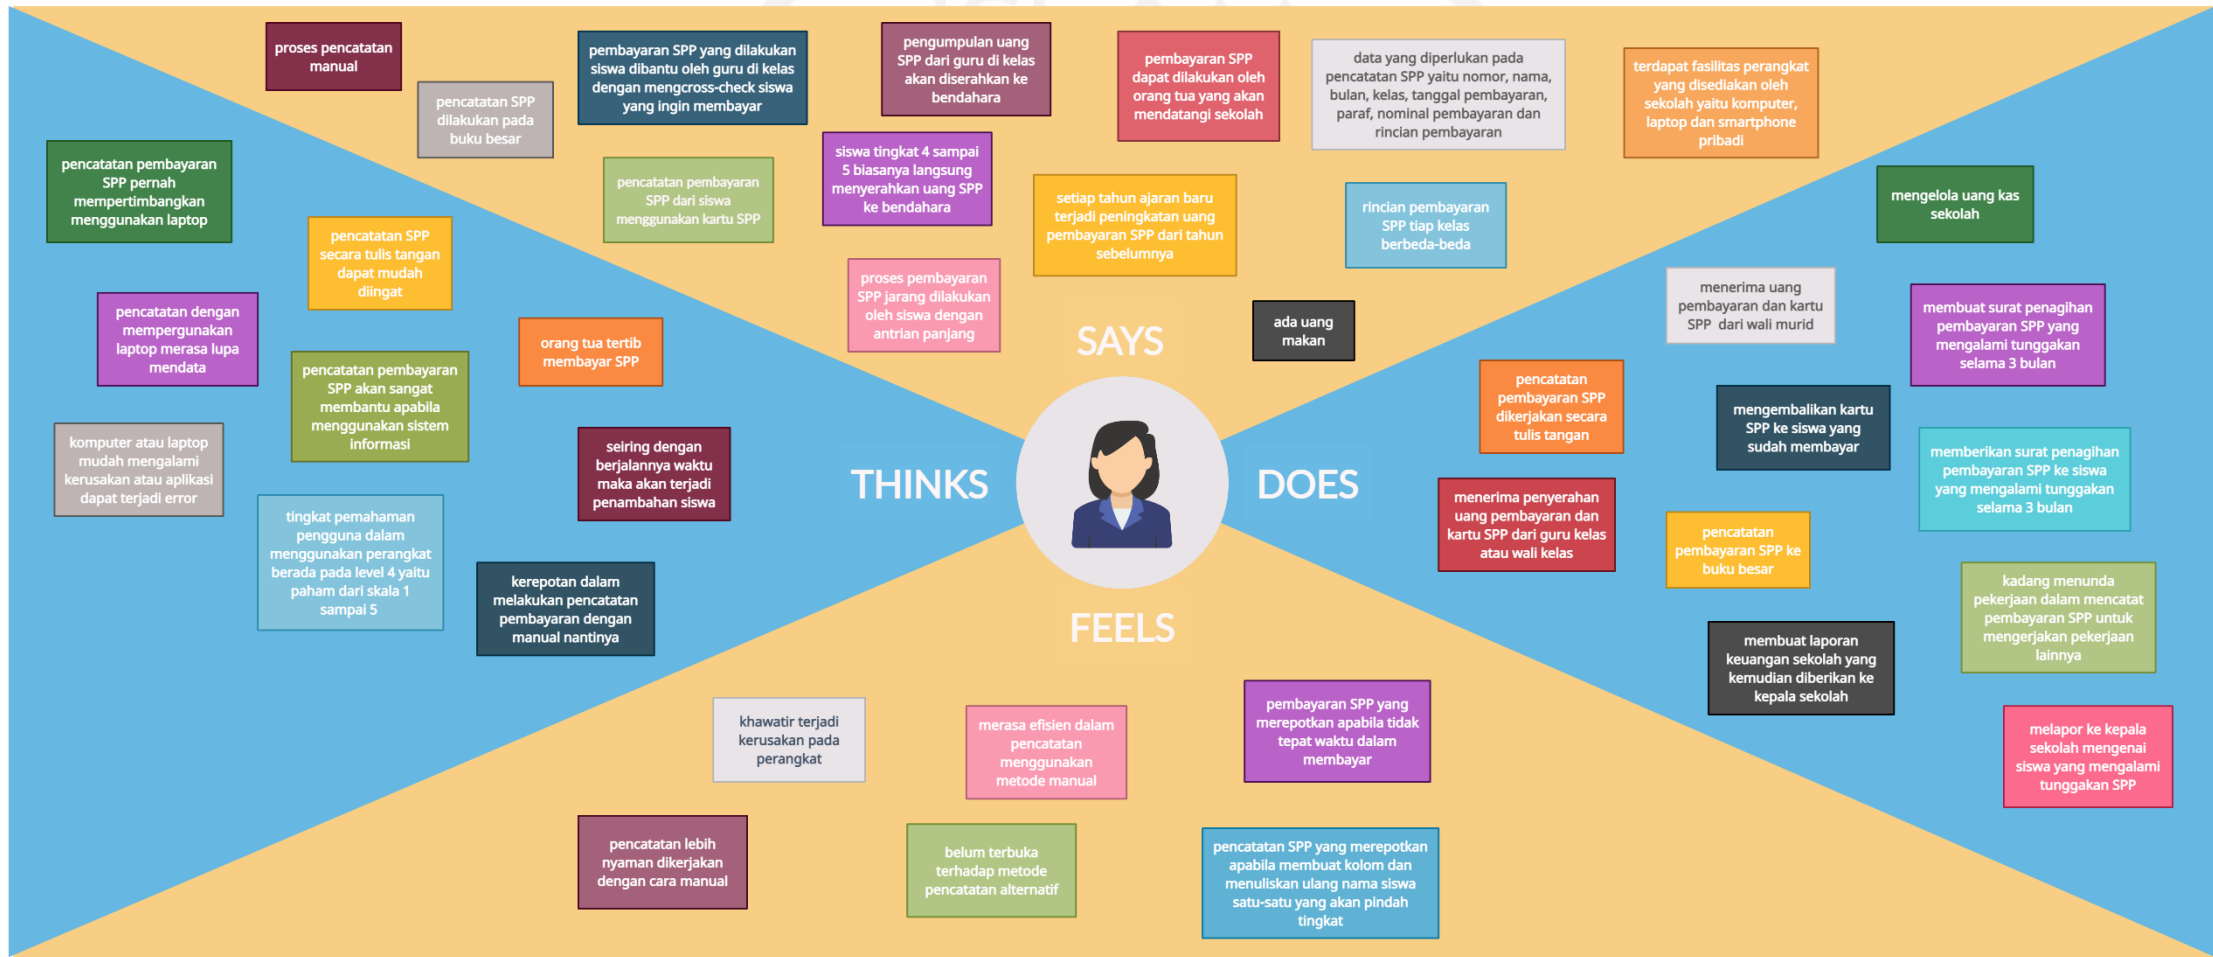 proses pencatatan
manual
pencatatan SPP
dilakukan pada
buku besar
pembayaran SPP yang dilakukan
siswa dibantu oleh guru di kelas
dengan mengcross-check siswa
yang ingin membayar
pengumpulan uang
SPP dari guru di kelas
akan diserahkan ke
bendahara
pembayaran SPP
dapat dilakukan oleh
orang tua yang akan
mendatangi sekolah
data yang diperlukan pada
pencatatan SPP yaitu nomor, nama,
bulan, kelas, tanggal pembayaran,
paraf, nominal pembayaran dan
rincian pembayaran
terdapat fasilitas perangkat
yang disediakan oleh
sekolah yaitu komputer,
laptop dan smartphone
pribadi
pencatatan pembayaran
SPP dari siswa
menggunakan kartu SPP
siswa tingkat 4 sampai
5 biasanya langsung
menyerahkan uang SPP
ke bendahara
setiap tahun ajaran baru
terjadi peningkatan uang
pembayaran SPP dari tahun
sebelumnya
rincian pembayaran
SPP tiap kelas
berbeda-beda
proses pembayaran
SPP jarang dilakukan
oleh siswa dengan
antrian panjang
ada uang
makan
SAYS
pencatatan pembayaran
SPP pernah
mempertimbangkan
menggunakan laptop
pencatatan SPP
secara tulis tangan
dapat mudah
diingat
pencatatan dengan
mempergunakan
laptop merasa lupa
mendata
orang tua tertib
membayar SPP
pencatatan pembayaran
SPP akan sangat
membantu apabila
menggunakan sistem
informasi
komputer atau laptop
mudah mengalami
kerusakan atau aplikasi
dapat terjadi error
seiring dengan
berjalannya waktu
maka akan terjadi
penambahan siswa
tingkat pemahaman
pengguna dalam
menggunakan perangkat
berada pada level 4 yaitu
paham dari skala 1
sampai 5
kerepotan dalam
melakukan pencatatan
pembayaran dengan
manual nantinya
THINKS
DOES
mengelola uang kas
sekolah
menerima uang
pembayaran dan kartu
SPP dari wali murid
membuat surat penagihan
pembayaran SPP yang
mengalami tunggakan
selama 3 bulan
pencatatan
pembayaran SPP
dikerjakan secara
tulis tangan
mengembalikan kartu
SPP ke siswa yang
sudah membayar
memberikan surat penagihan
pembayaran SPP ke siswa
yang mengalami tunggakan
selama 3 bulan
menerima penyerahan
uang pembayaran dan
kartu SPP dari guru kelas
atau wali kelas
pencatatan
pembayaran SPP ke
buku besar
kadang menunda
pekerjaan dalam mencatat
pembayaran SPP untuk
mengerjakan pekerjaan
lainnya
membuat laporan
keuangan sekolah yang
kemudian diberikan ke
kepala sekolah
melapor ke kepala
sekolah mengenai
siswa yang mengalami
tunggakan SPP
FEELS
khawatir terjadi
kerusakan pada
perangkat
merasa efisien dalam
pencatatan
menggunakan
metode manual
pembayaran SPP yang
merepotkan apabila tidak
tepat waktu dalam
membayar
pencatatan lebih
nyaman dikerjakan
dengan cara manual
belum terbuka
terhadap metode
pencatatan alternatif
pencatatan SPP yang merepotkan
apabila membuat kolom dan
menuliskan ulang nama siswa
satu-satu yang akan pindah
tingkat